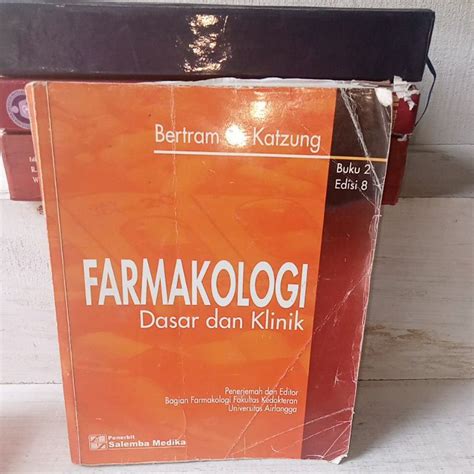 Bertram G. Katzung
Buku 2
Edisi 8
FARMAKOLOGI
Dasar dan Klinik
Penerjemah dan Editor
Bagian Farmakologi Fakultas Kedokteran
Universitas Airlangga
Penerbit
Salemba Medika